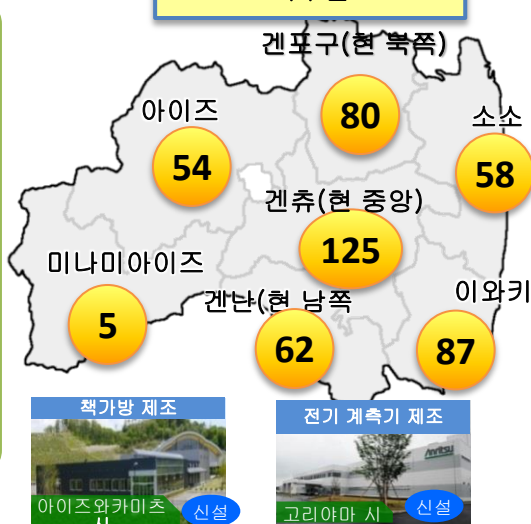 겐포구(현 북쪽)
아이즈
80
소소
54
58
겐츄(현 중앙)
125
미나미아이즈
이와키
겐난(현 남쪽
5
62
87
책가방 제조
전기 계측기 제조
Anritsu
아이즈와카미츠
시
신설
고리야마 시
신설